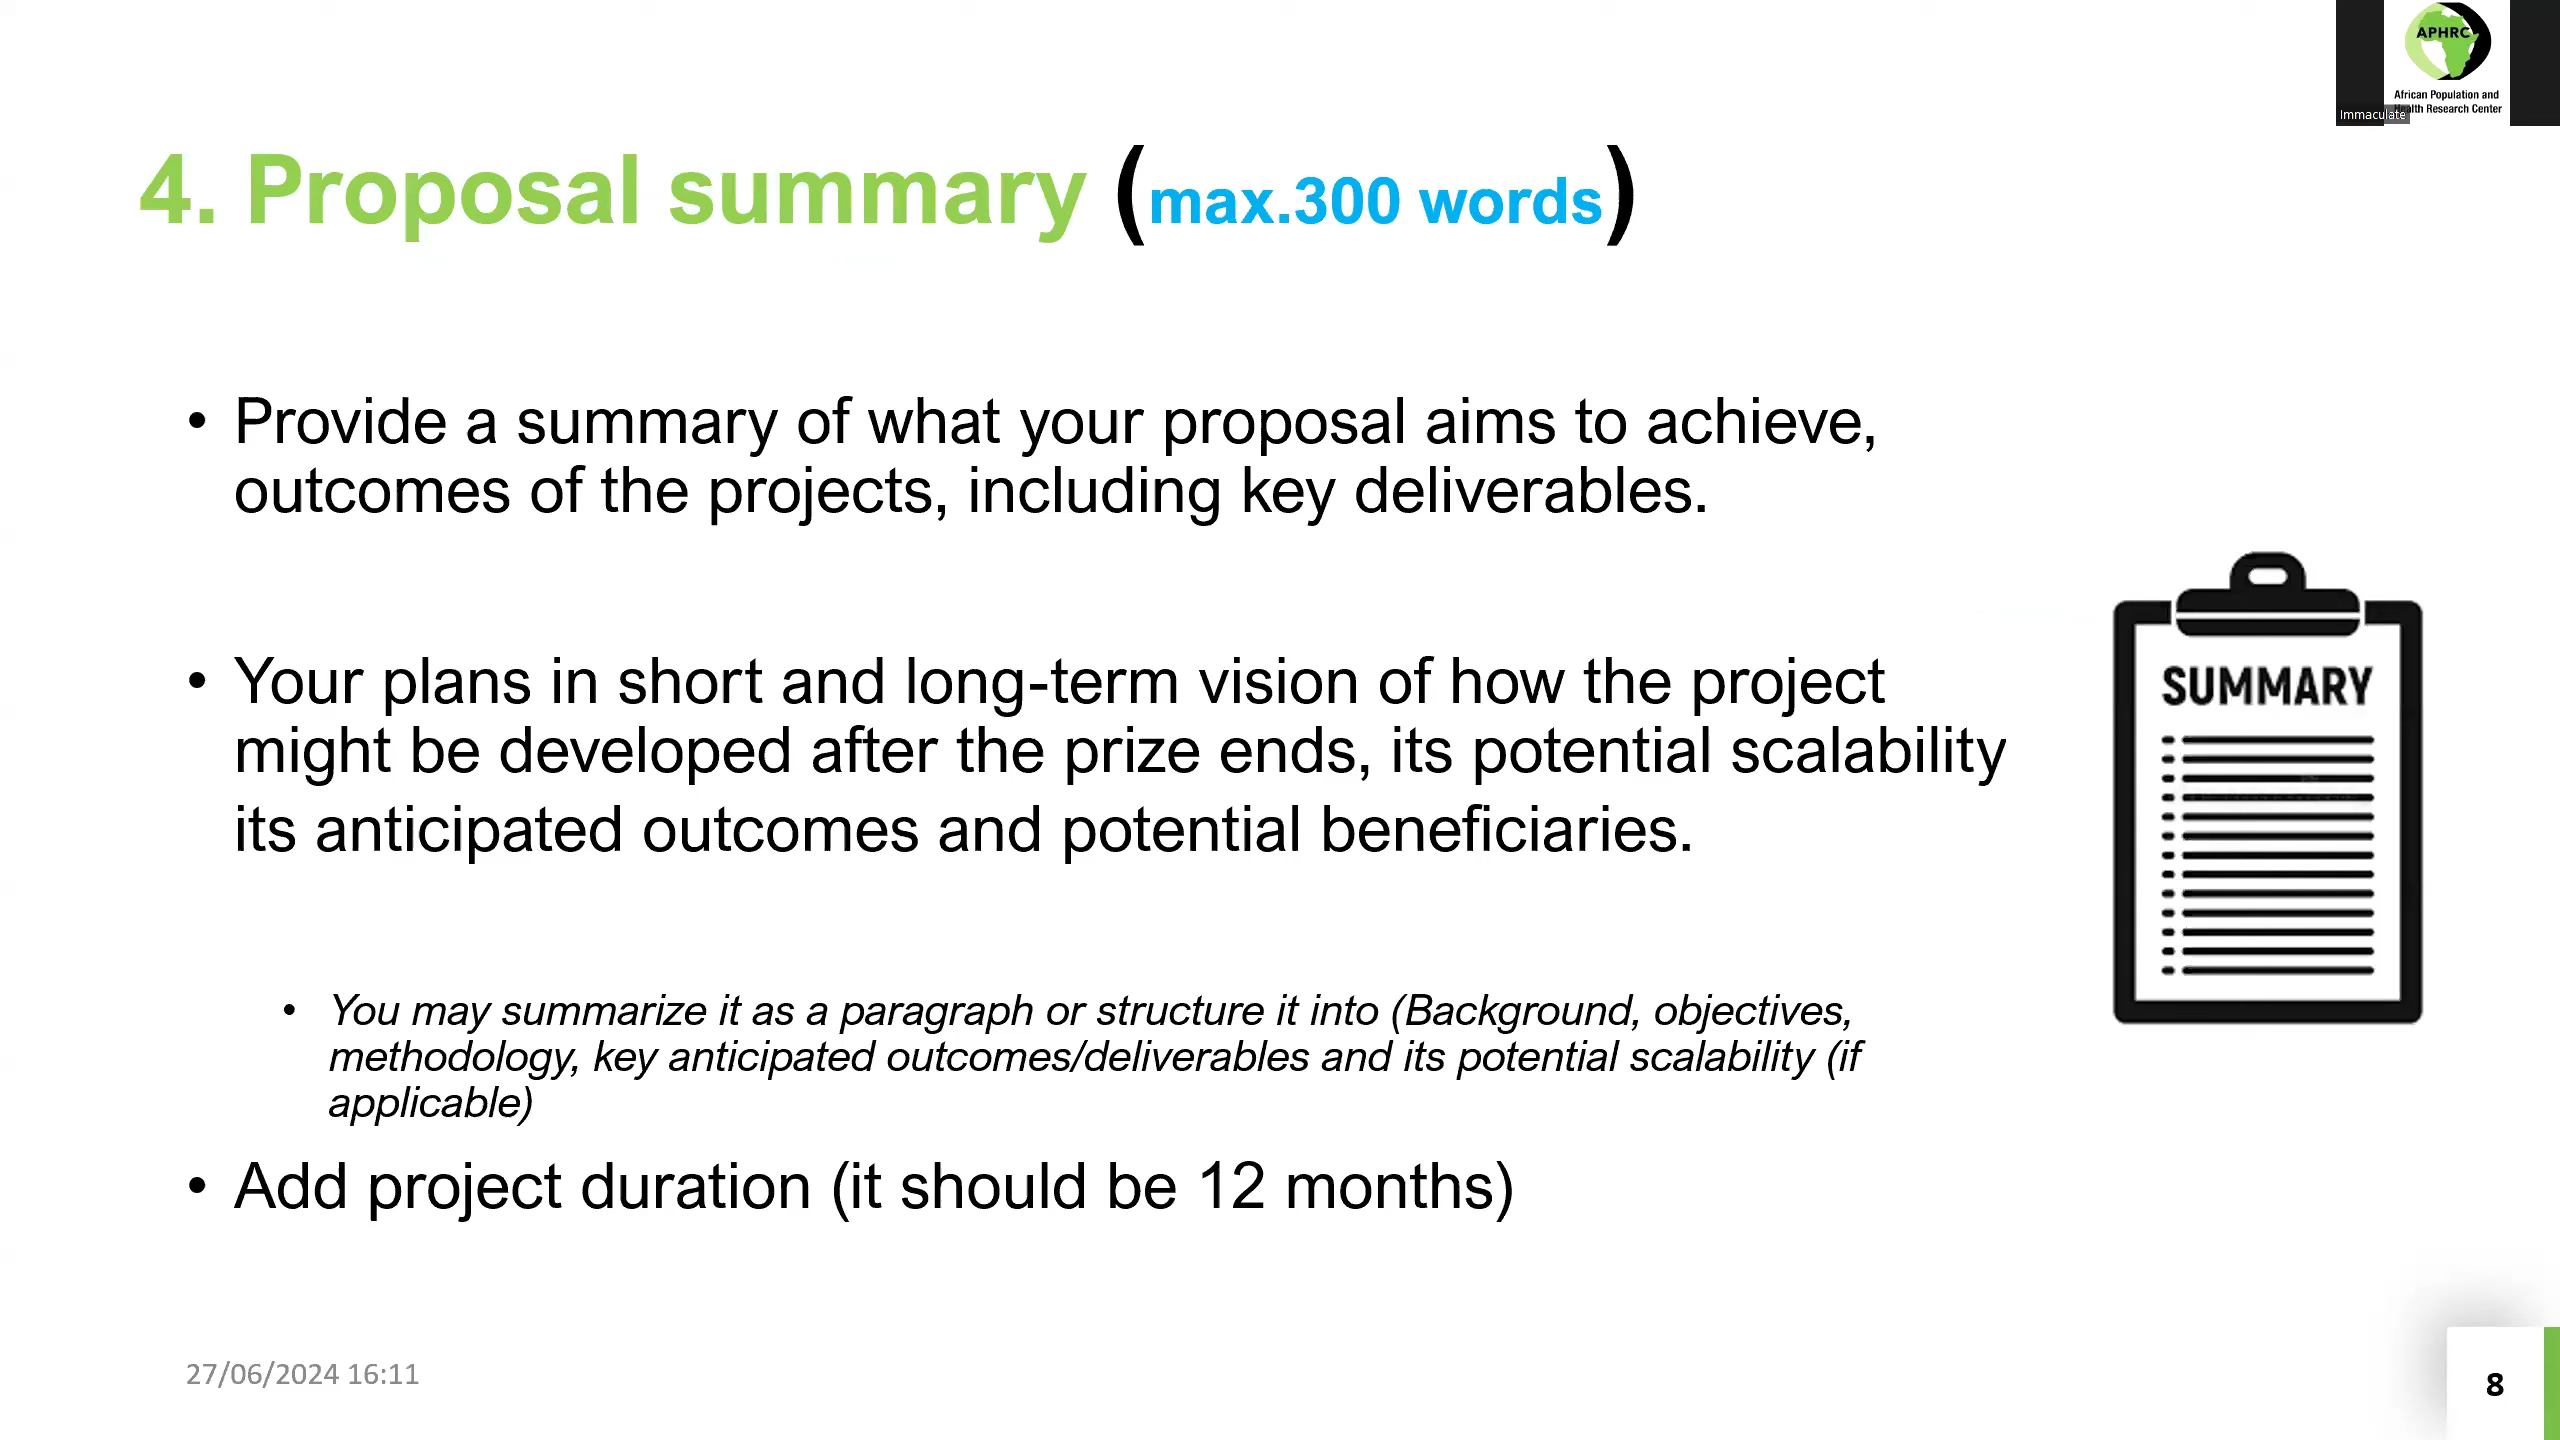 APHRC
African Population and
Health Research Center
Immaculate
4. Proposal summary (max.300 words)
• Provide a summary of what your proposal aims to achieve,
outcomes of the projects, including key deliverables.
• Your plans in short and long-term vision of how the project
might be developed after the prize ends, its potential scalability
its anticipated outcomes and potential beneficiaries.
SUMMARY
• You may summarize it as a paragraph or structure it into (Background, objectives,
methodology, key anticipated outcomes/deliverables and its potential scalability (if
applicable)
• Add project duration (it should be 12 months)
27/06/2024 16:11
8